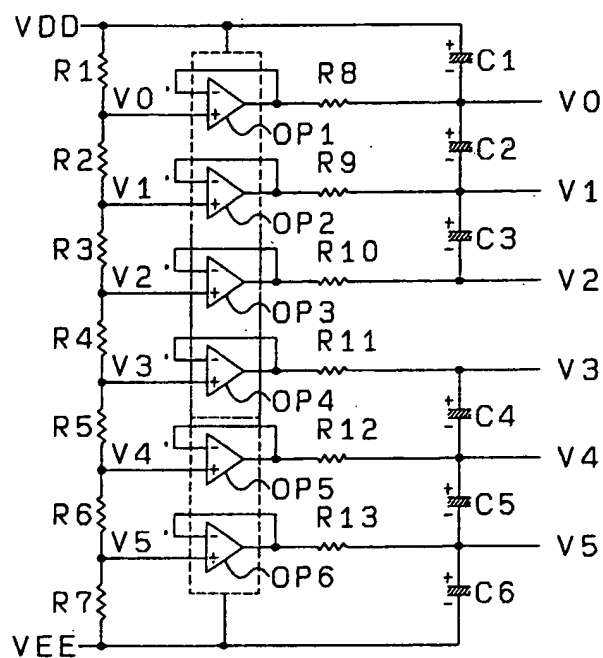 VDD
R1
R8
+
-
C1
V0'
-
+
V0
OP1
R2
R9
+
-
C2
V1'
-
+
V1
OP2
R3
R10
+
-
C3
V2'
-
+
V2
OP3
R4
R11
V3'
-
+
V3
OP4
R5
R12
+
-
C4
V4'
-
+
V4
OP5
R6
R13
+
-
C5
V5'
-
+
V5
OP6
R7
+
-
C6
VEE